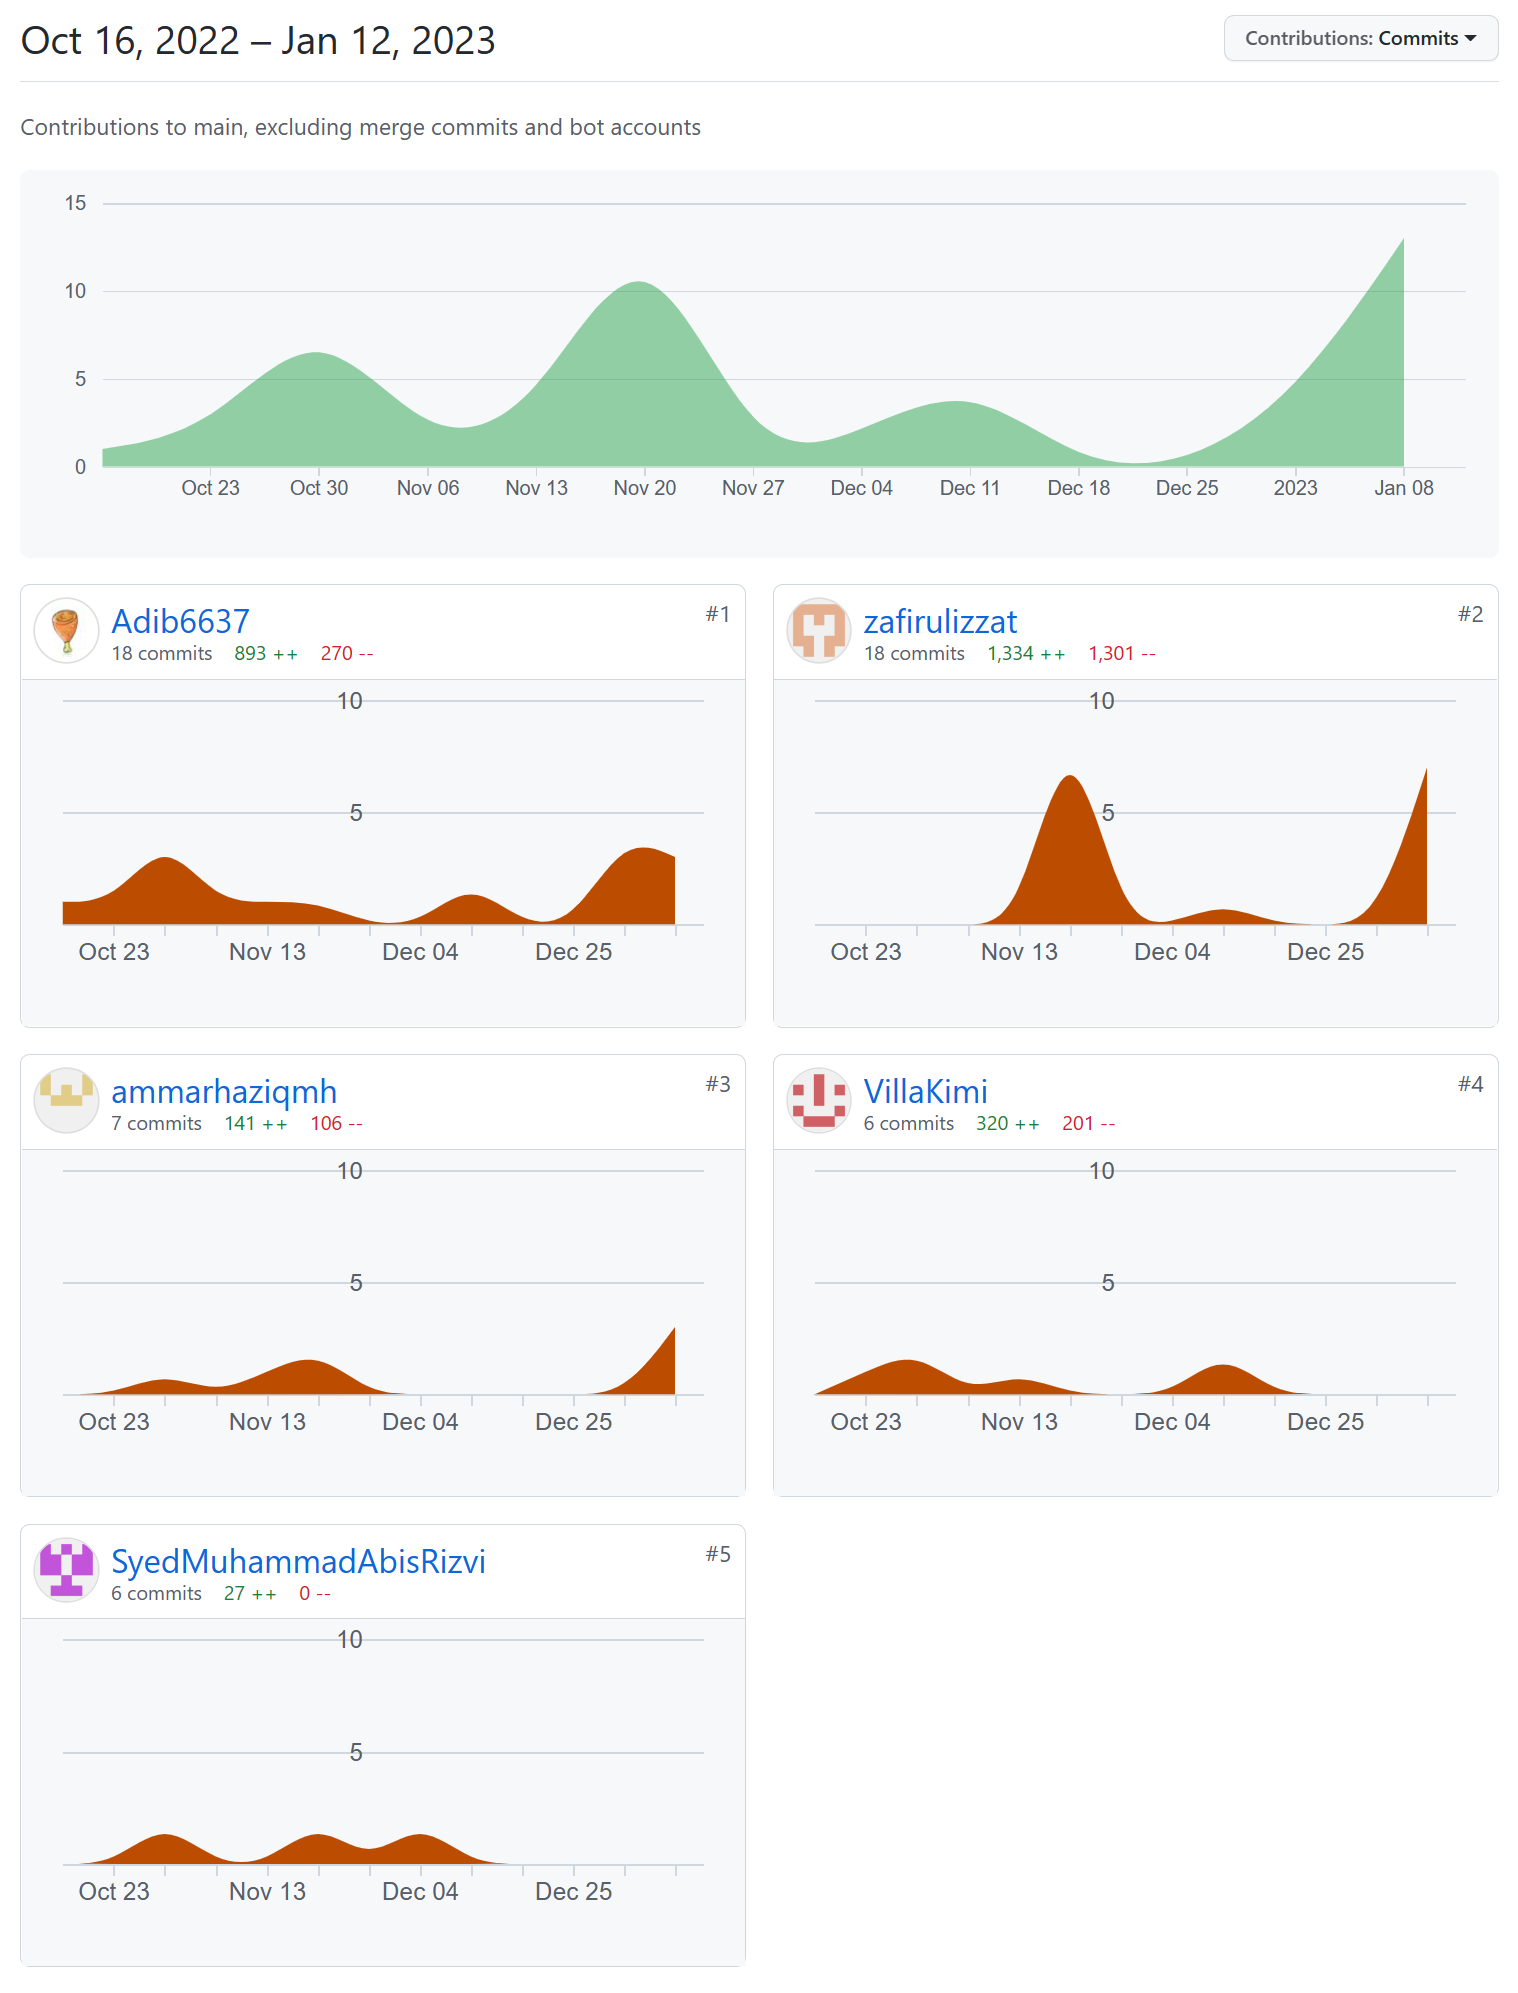 Oct 16, 2022 – Jan 12, 2023
Contributions: Commits
Contributions to main, excluding merge commits and bot accounts
15
10
5
0
Oct 23 Oct 30 Nov 06 Nov 13 Nov 20 Nov 27 Dec 04 Dec 11 Dec 18 Dec 25 2023 Jan 08
Adib6637 #1
18 commits 893 ++ 270 --
10
5
Oct 23 Nov 13 Dec 04 Dec 25
zafirulizzat #2
18 commits 1,334 ++ 1,301 --
10
5
Oct 23 Nov 13 Dec 04 Dec 25
ammarhaziqmh #3
7 commits 141 ++ 106 --
10
5
Oct 23 Nov 13 Dec 04 Dec 25
VillaKimi #4
6 commits 320 ++ 201 --
10
5
Oct 23 Nov 13 Dec 04 Dec 25
SyedMuhammadAbisRizvi #5
6 commits 27 ++ 0 --
10
5
Oct 23 Nov 13 Dec 04 Dec 25